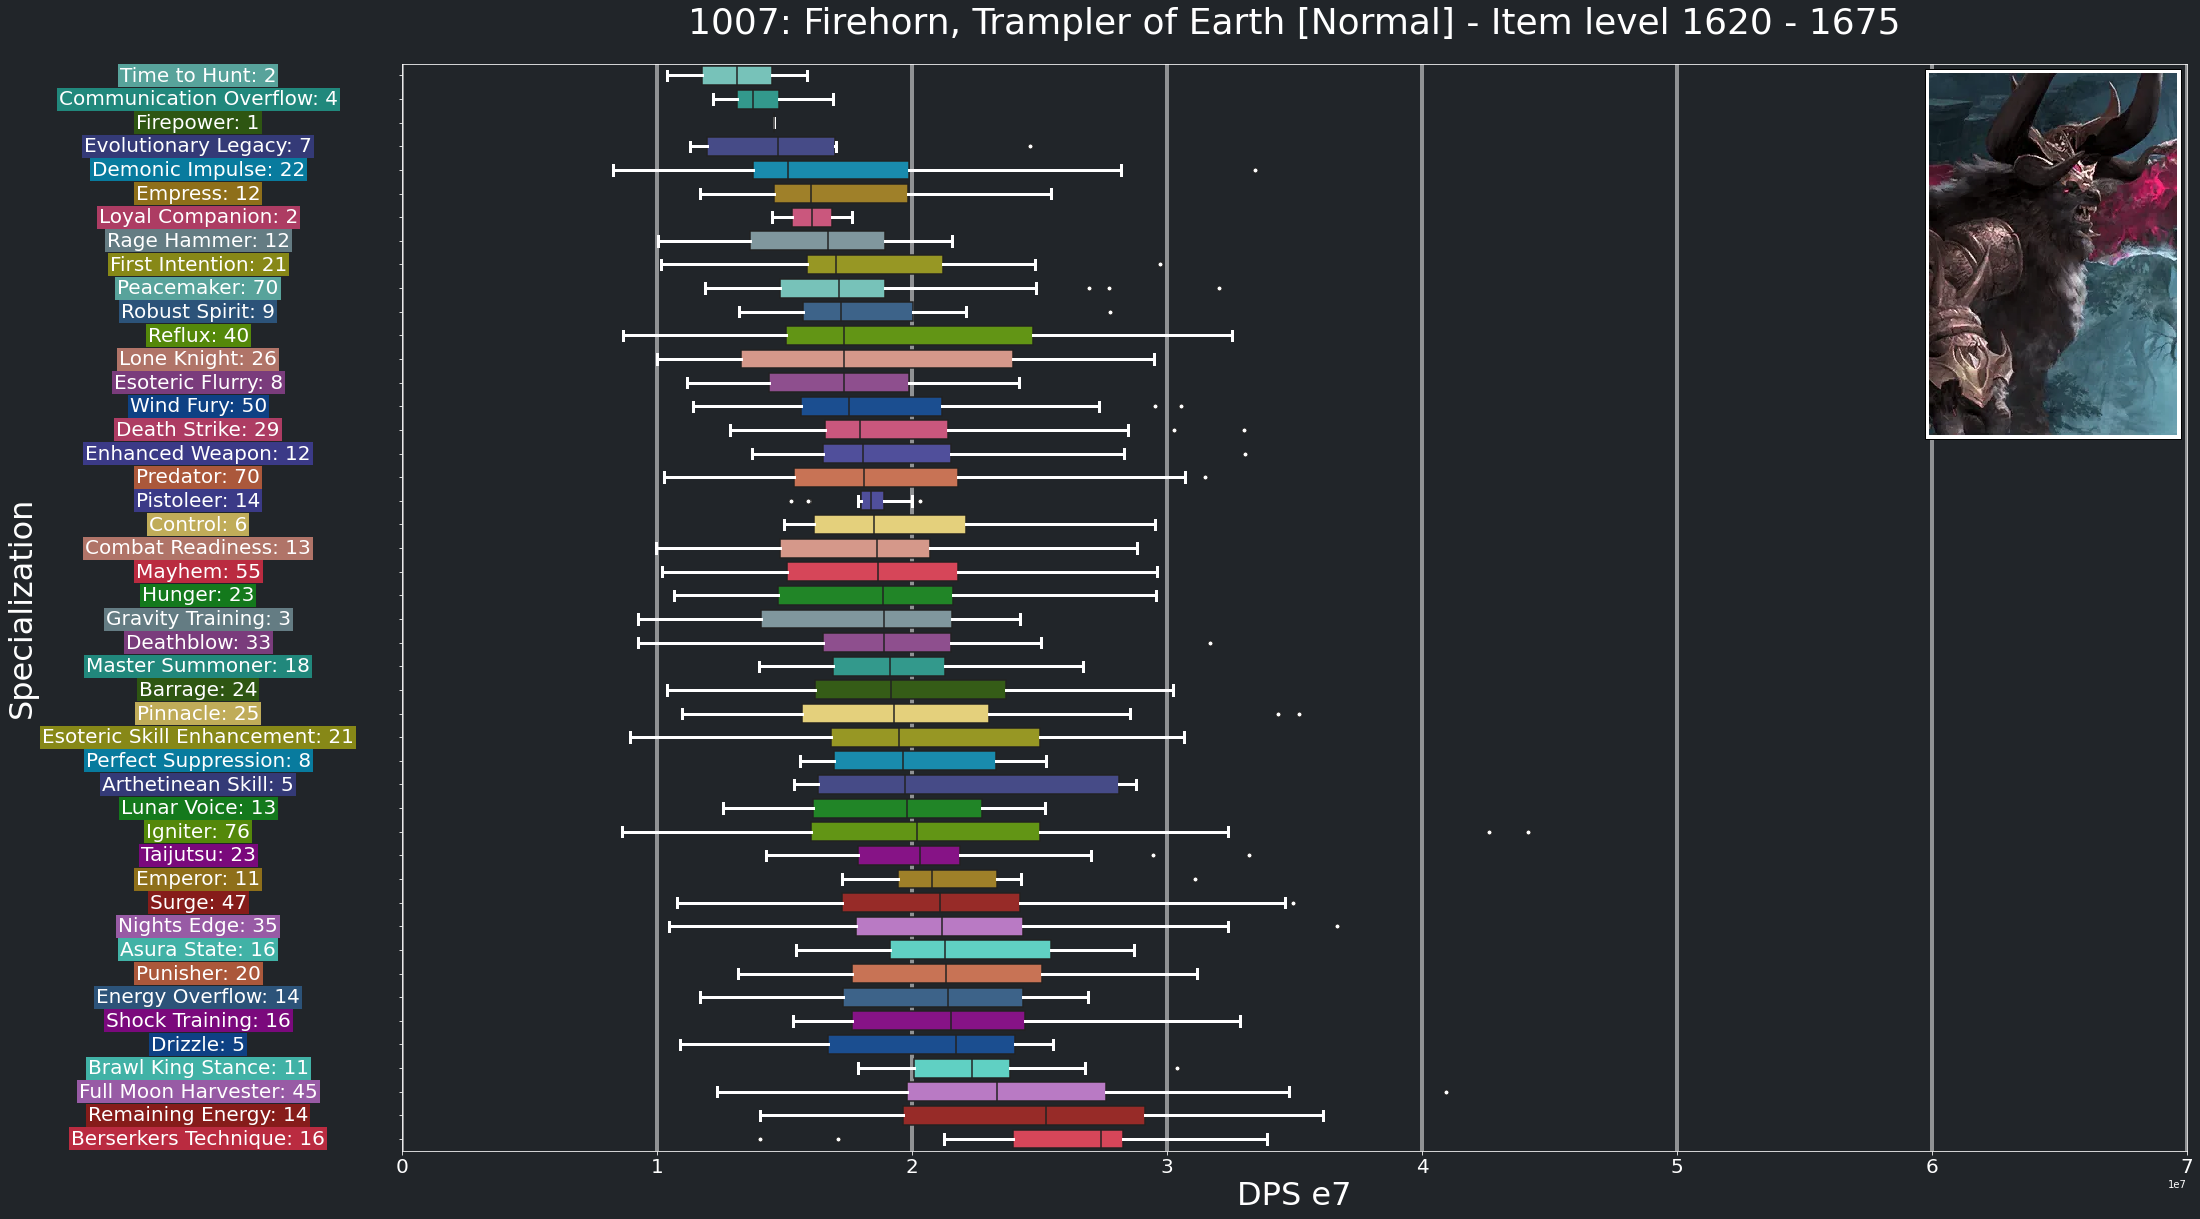 1007: Firehorn, Trampler of Earth [Normal] - Item level 1620 - 1675
Time to Hunt: 2
Communication Overflow: 4
Firepower: 1
Evolutionary Legacy: 7
Demonic Impulse: 22
Empress: 12
Loyal Companion: 2
Rage Hammer: 12
First Intention: 21
Peacemaker: 70
Robust Spirit: 9
Reflux: 40
Lone Knight: 26
Esoteric Flurry: 8
Wind Fury: 50
Death Strike: 29
Enhanced Weapon: 12
Predator: 70
Pistoleer: 14
Control: 6
Combat Readiness: 13
Mayhem: 55
Hunger: 23
Gravity Training: 3
Deathblow: 33
Master Summoner: 18
Barrage: 24
Pinnacle: 25
Esoteric Skill Enhancement: 21
Perfect Suppression: 8
Arthetinean Skill: 5
Lunar Voice: 13
Igniter: 76
Taijutsu: 23
Emperor: 11
Surge: 47
Nights Edge: 35
Asura State: 16
Punisher: 20
Energy Overflow: 14
Shock Training: 16
Drizzle: 5
Brawl King Stance: 11
Full Moon Harvester: 45
Remaining Energy: 14
Berserkers Technique: 16
Specialization
0 1 2 3 4 5 6 7
DPS e7
1e7